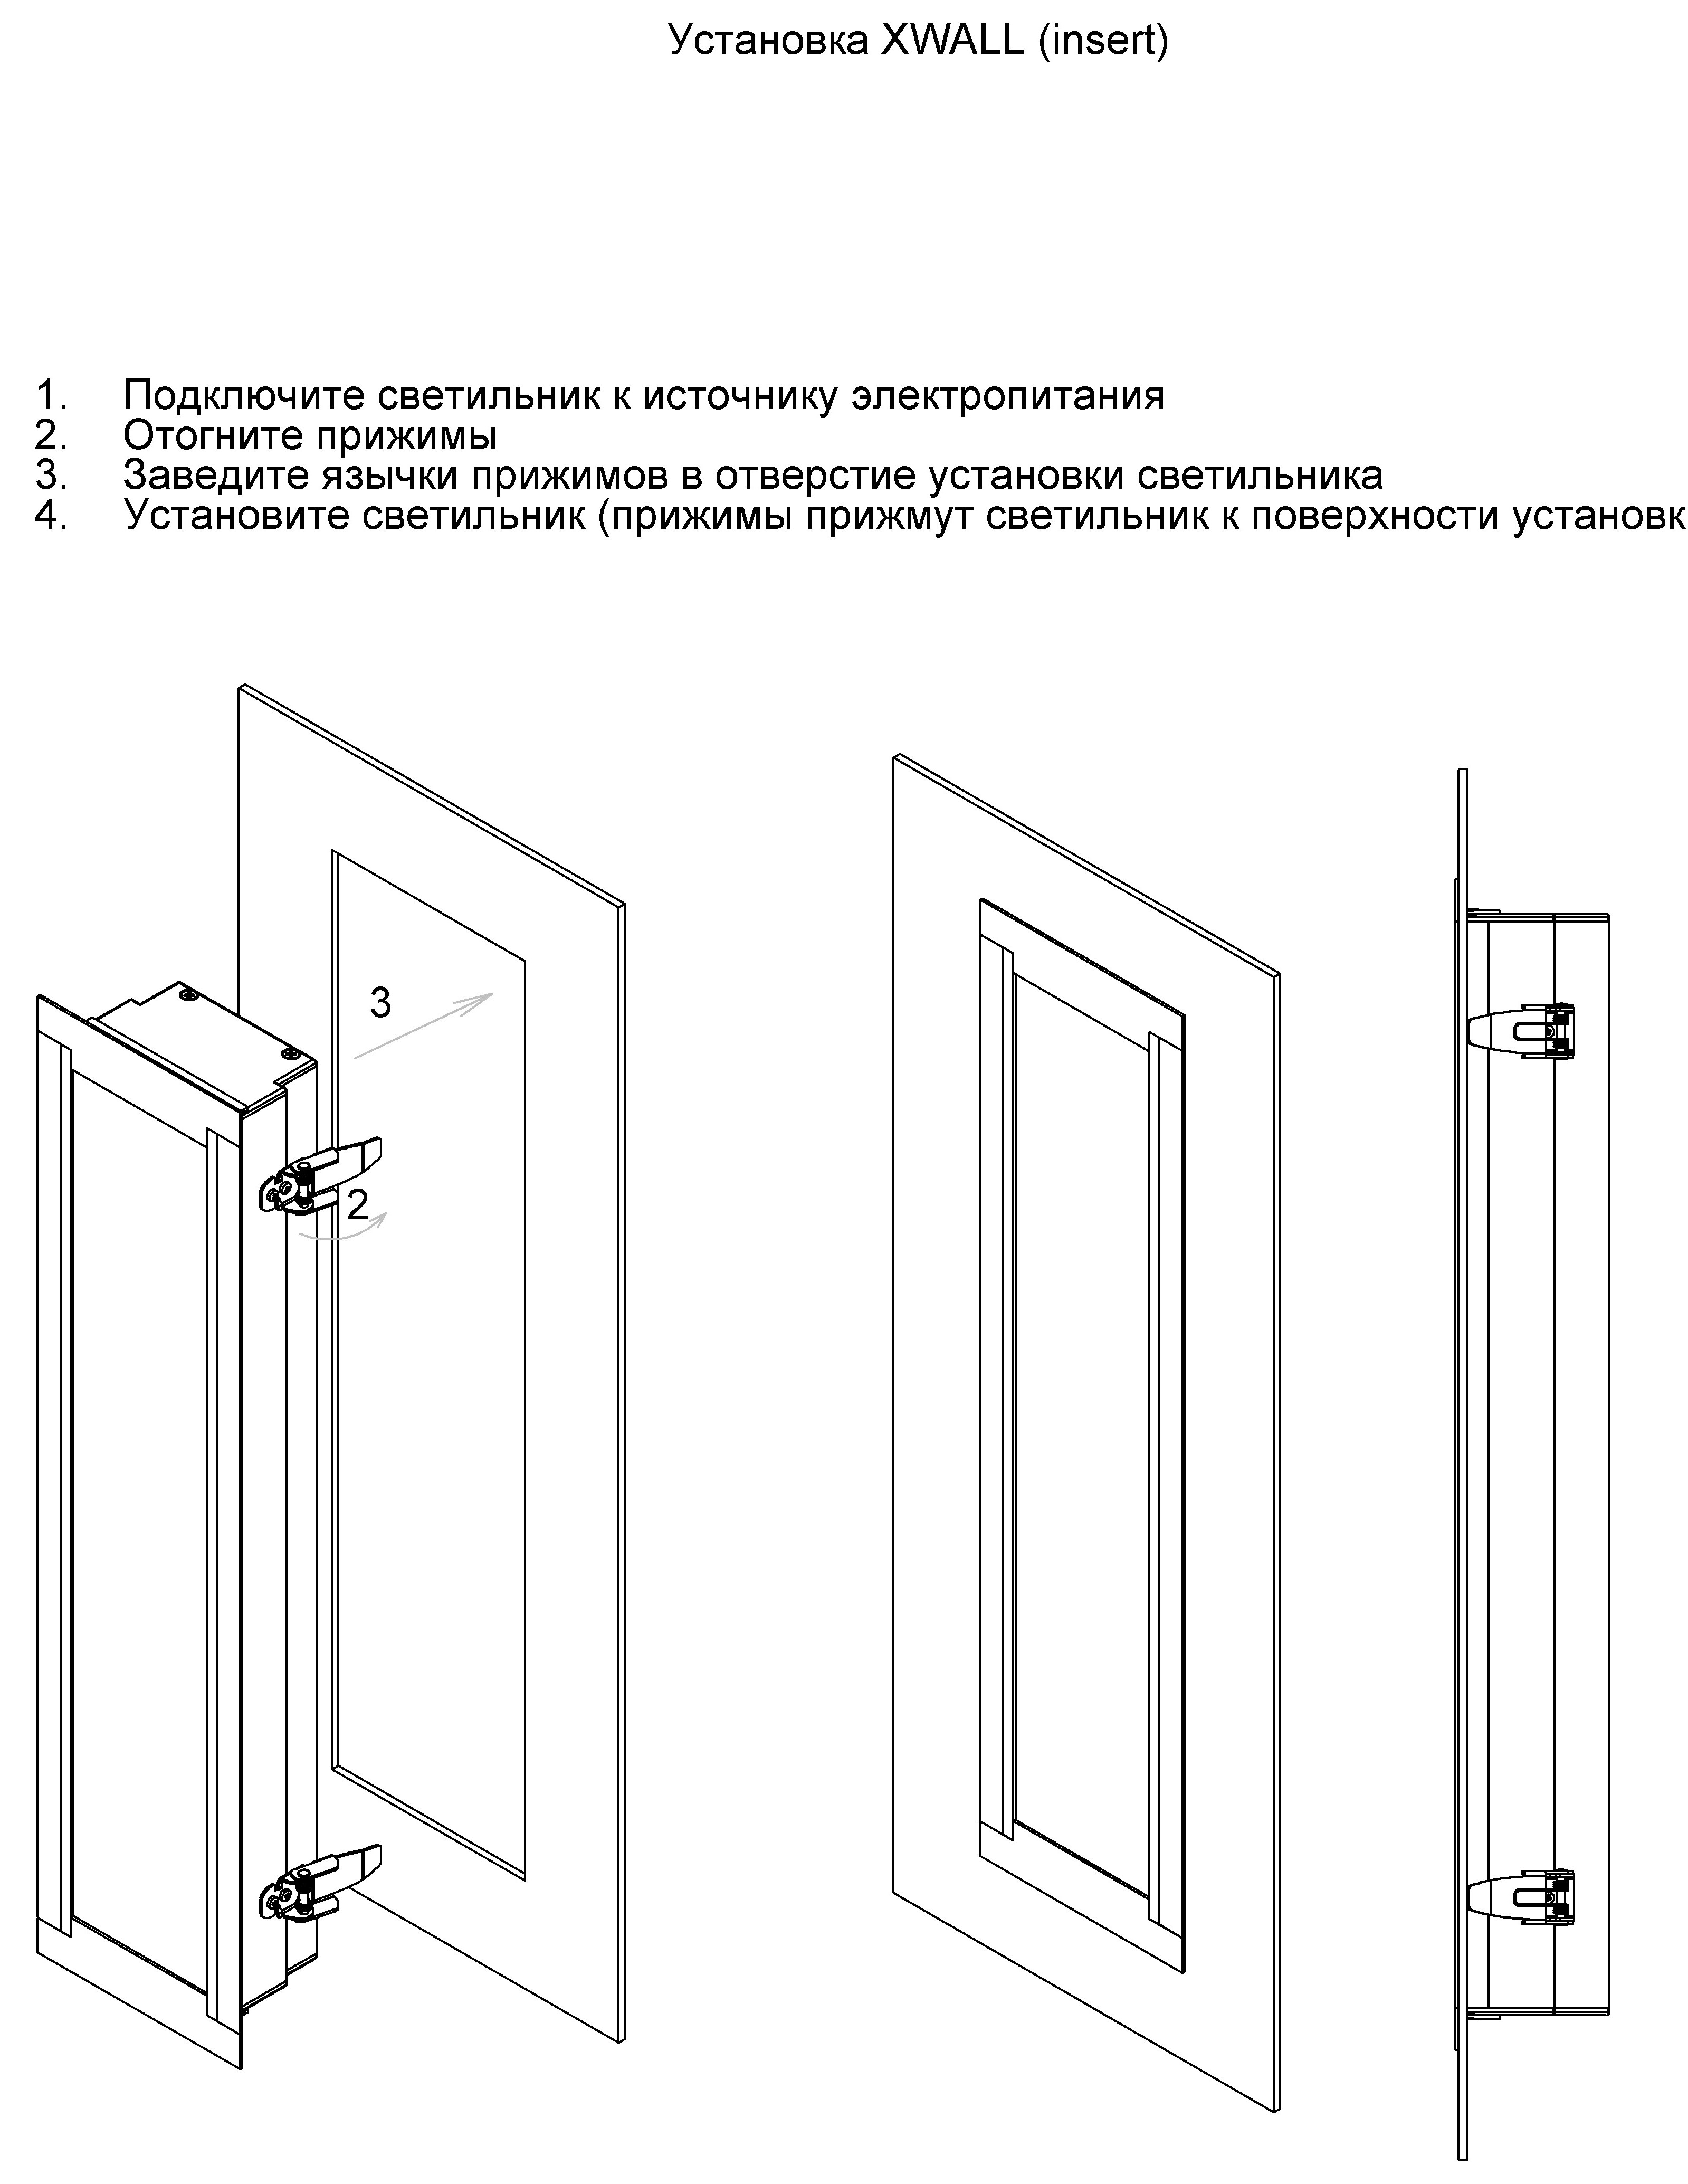 Установка XWALL (insert)
1. Подключите светильник к источнику электропитания
2. Отогните прижимы
3. Заведите язычки прижимов в отверстие установки светильника
4. Установите светильник (прижимы прижмут светильник к поверхности установк
3
2